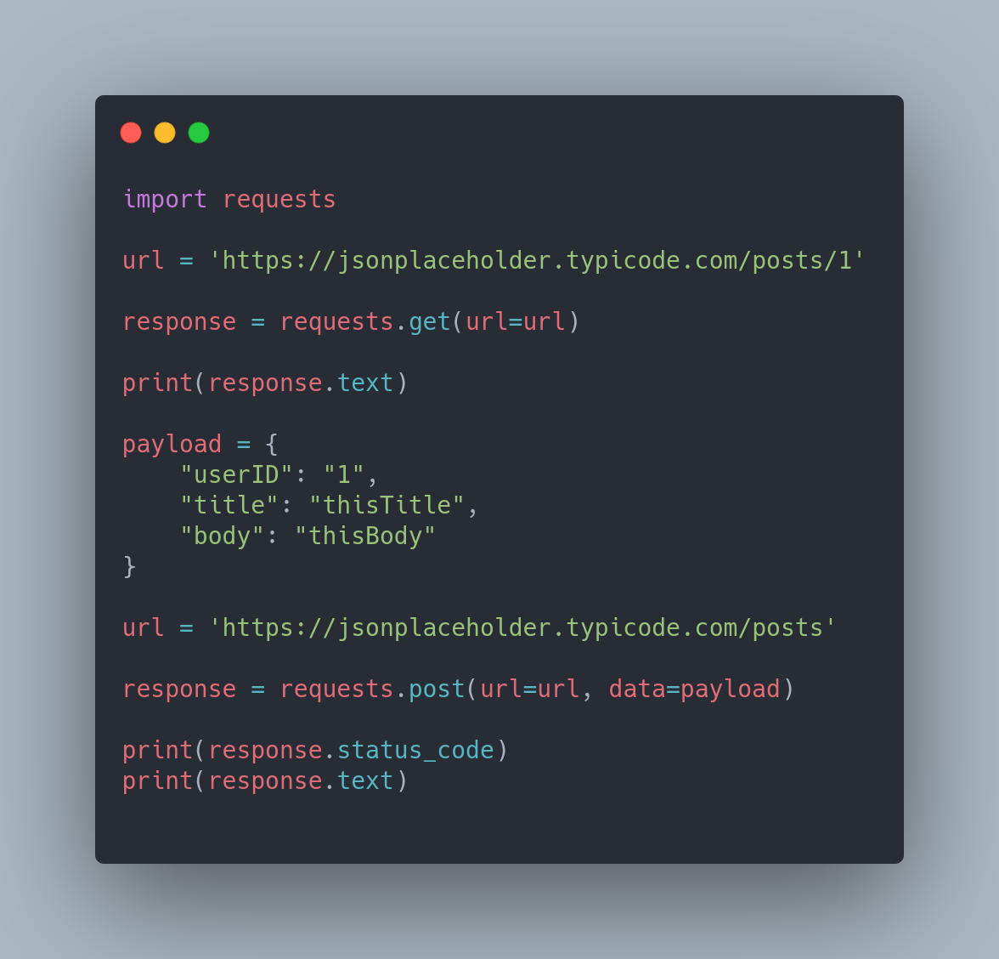 import requests
url = 'https://jsonplaceholder.typicode.com/posts/1'
response = requests.get(url=url)
print(response.text)
payload = {
    "userID": "1",
    "title": "thisTitle",
    "body": "thisBody"
}
url = 'https://jsonplaceholder.typicode.com/posts'
response = requests.post(url=url, data=payload)
print(response.status_code)
print(response.text)